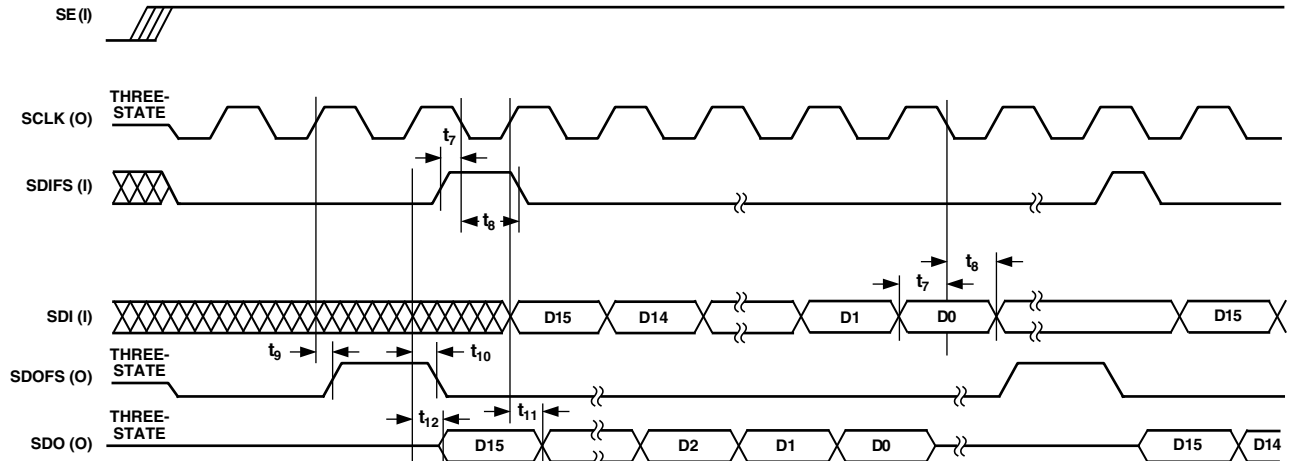 SE (I)
THREE-
STATE
SCLK (O)
t7
SDIFS (I)
t8
t8
t7
SDI (I)
D15
D14
D1
D0
D15
t9
t10
THREE-
STATE
SDOFS (O)
t12
t11
THREE-
STATE
SDO (O)
D15
D2
D1
D0
D15
D14